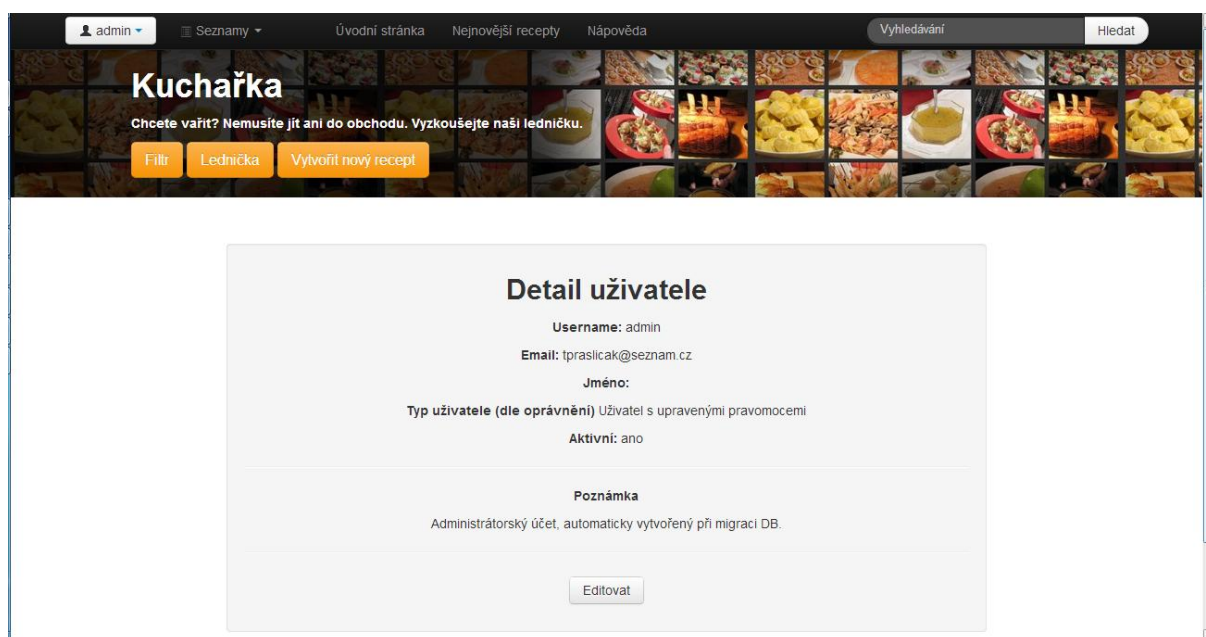 admin
Seznamy
Úvodní stránka
Nejnovější recepty
Nápověda
Vyhledávání
Hledat
Kuchařka
Chcete vařit? Nemusíte jít ani do obchodu. Vyzkoušejte naši ledničku.
Filtr
Lednička
Vytvořit nový recept
Detail uživatele
Username: admin
Email: tpraslicak@seznam.cz
Jméno:
Typ uživatele (dle oprávnění) Uživatel s upravenými pravomocemi
Aktivní: ano
Poznámka
Administrátorský účet, automaticky vytvořený při migraci DB.
Editovat